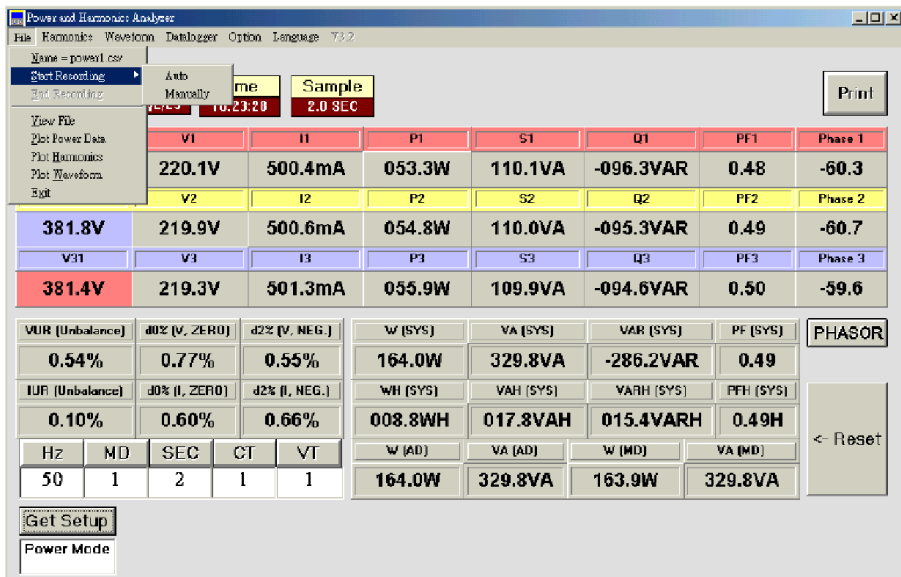 Power and Harmonics Analyzer
File Harmonics Waveform Datalogger Option Language 7.3.2
Name = power1.csv
Start Recording Auto
End Recording Manually
View File
Plot Power Data
Plot Harmonics
Plot Waveform
Exit
me Sample
10:23:28 2.0 SEC
Print
V1 I1 P1 S1 Q1 PF1 Phase 1
220.1V 500.4mA 053.3W 110.1VA -096.3VAR 0.48 -60.3
V2 I2 P2 S2 Q2 PF2 Phase 2
381.8V 219.9V 500.6mA 054.8W 110.0VA -095.3VAR 0.49 -60.7
V31 V3 I3 P3 S3 Q3 PF3 Phase 3
381.4V 219.3V 501.3mA 055.9W 109.9VA -094.6VAR 0.50 -59.6
VUR (Unbalance) d0% (V, ZERO) d2% (V, NEG.) W (SYS) VA (SYS) VAR (SYS) PF (SYS) PHASOR
0.54% 0.77% 0.55% 164.0W 329.8VA -286.2VAR 0.49
IUR (Unbalance) d0% (I, ZERO) d2% (I, NEG.) WH (SYS) VAH (SYS) VARH (SYS) PFH (SYS)
0.10% 0.60% 0.66% 008.8WH 017.8VAH 015.4VARH 0.49H
<- Reset
Hz MD SEC CT VT W (AD) VA (AD) W (MD) VA (MD)
50 1 2 1 1 164.0W 329.8VA 163.9W 329.8VA
Get Setup
Power Mode